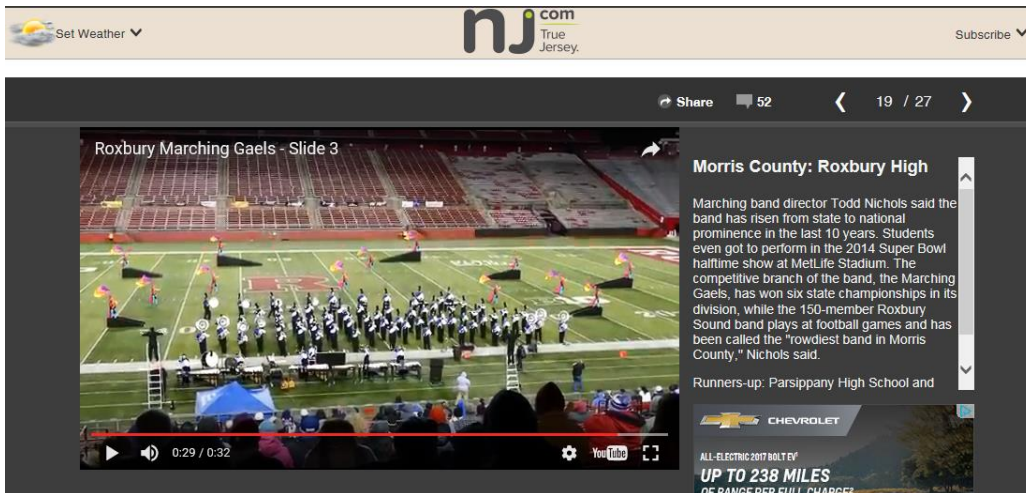 Set Weather
nj com
True
Jersey.
Subscribe
Share
52
19 / 27
Roxbury Marching Gaels - Slide 3
R
0:29 / 0:32
YouTube
Morris County: Roxbury High
Marching band director Todd Nichols said the
band has risen from state to national
prominence in the last 10 years. Students
even got to perform in the 2014 Super Bowl
halftime show at MetLife Stadium. The
competitive branch of the band, the Marching
Gaels, has won six state championships in its
division, while the 150-member Roxbury
Sound band plays at football games and has
been called the "rowdiest band in Morris
County," Nichols said.
Runners-up: Parsippany High School and
CHEVROLET
ALL-ELECTRIC 2017 BOLT EV¹
UP TO 238 MILES
OF RANGE PER FULL CHARGE²